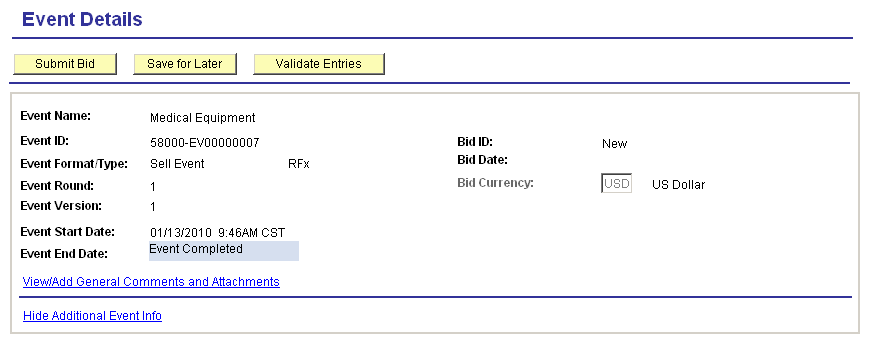 Event Details
Submit Bid Save for Later Validate Entries
Event Name: Medical Equipment
Event ID: 58000-EV00000007 Bid ID: New
Event Format/Type: Sell Event RFx Bid Date:
Event Round: 1 Bid Currency: USD US Dollar
Event Version: 1
Event Start Date: 01/13/2010 9:46AM CST
Event End Date: Event Completed
View/Add General Comments and Attachments
Hide Additional Event Info